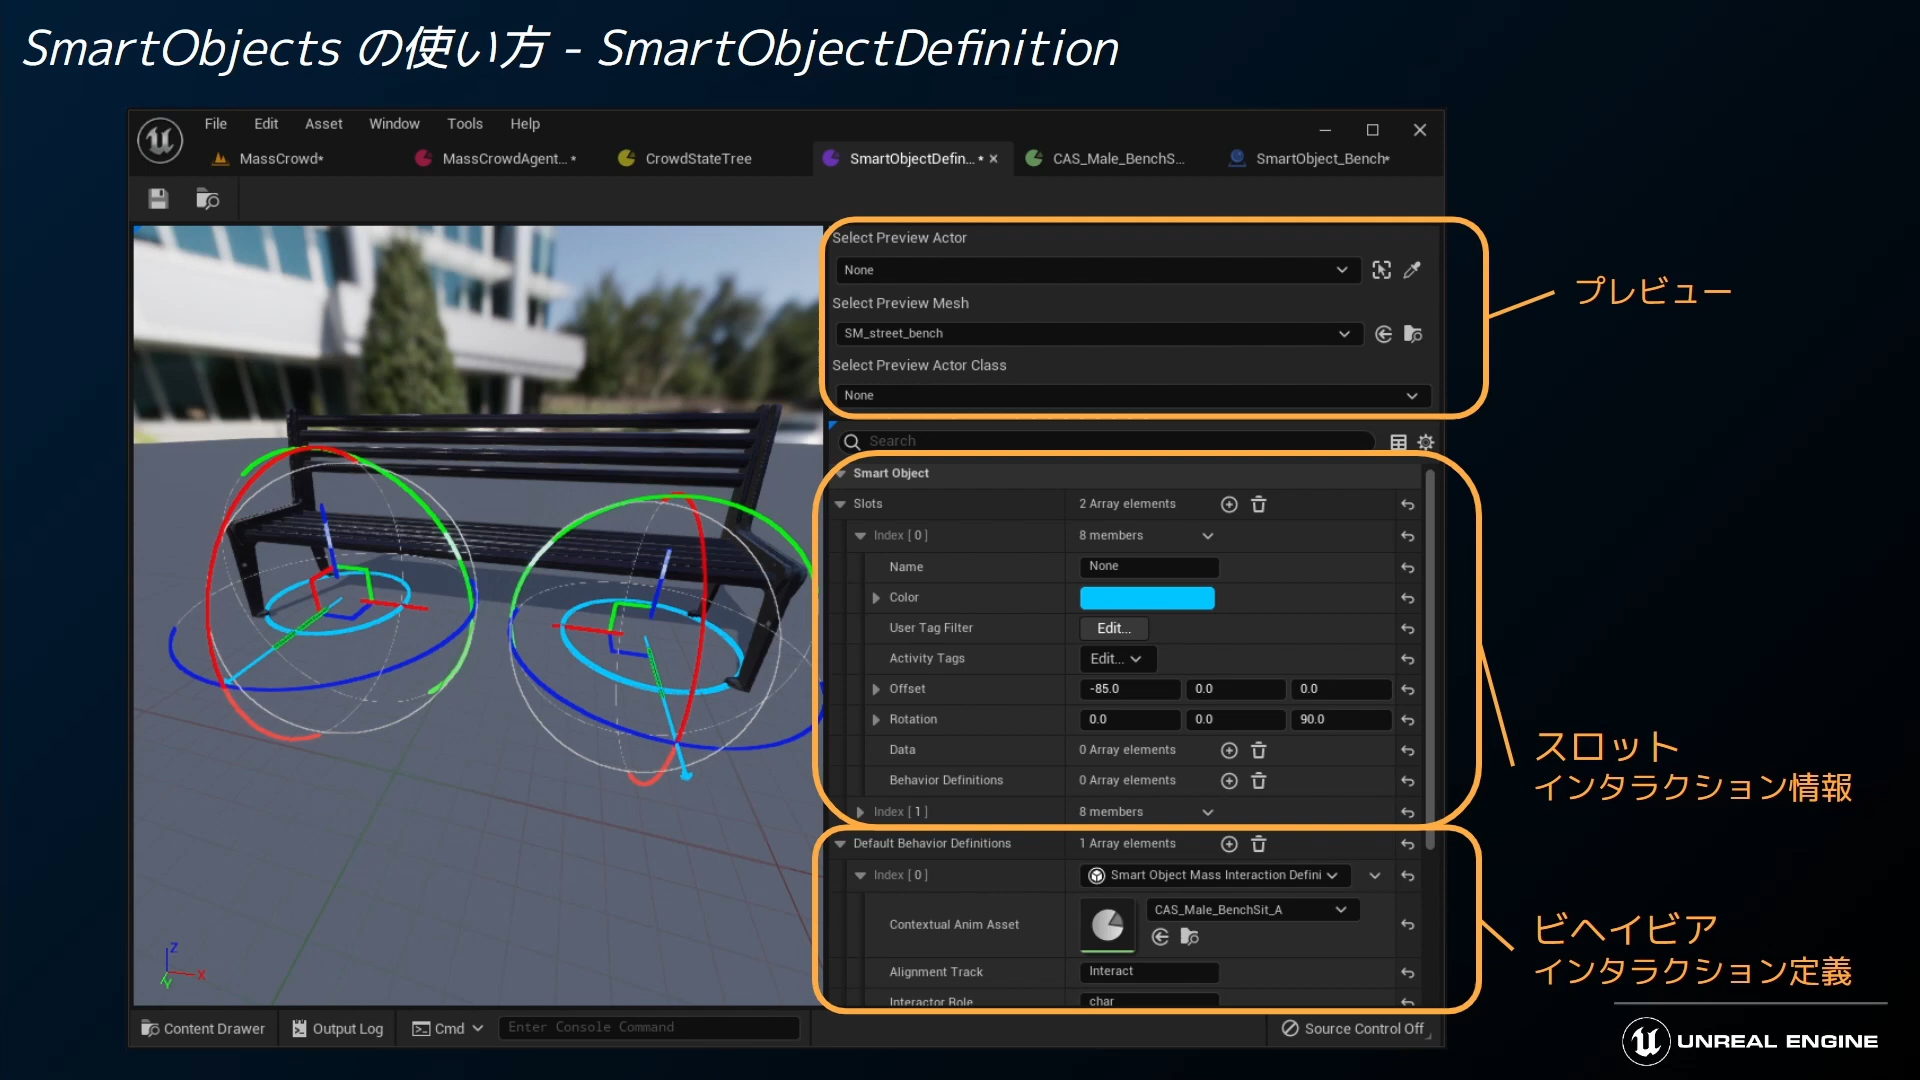 SmartObjects の使い方 - SmartObjectDefinition
File Edit Asset Window Tools Help
MassCrowd* MassCrowdAgent... * CrowdStateTree SmartObjectDefin... * CAS_Male_BenchS... SmartObject_Bench*
Select Preview Actor
None
プレビュー
Select Preview Mesh
SM_street_bench
Select Preview Actor Class
None
Search
Smart Object
Slots 2 Array elements
Index [ 0 ] 8 members
Name None
Color
User Tag Filter Edit...
Activity Tags Edit...
Offset -85.0 0.0 0.0
Rotation 0.0 0.0 90.0
Data 0 Array elements
Behavior Definitions 0 Array elements
Index [ 1 ] 8 members
スロット
インタラクション情報
Default Behavior Definitions 1 Array elements
Index [ 0 ] Smart Object Mass Interaction Defini
Contextual Anim Asset CAS_Male_BenchSit_A
Alignment Track Interact
Interactor Role char
ビヘイビア
インタラクション定義
Z
X
Y
Content Drawer Output Log Cmd Enter Console Command Source Control Off
UNREAL ENGINE